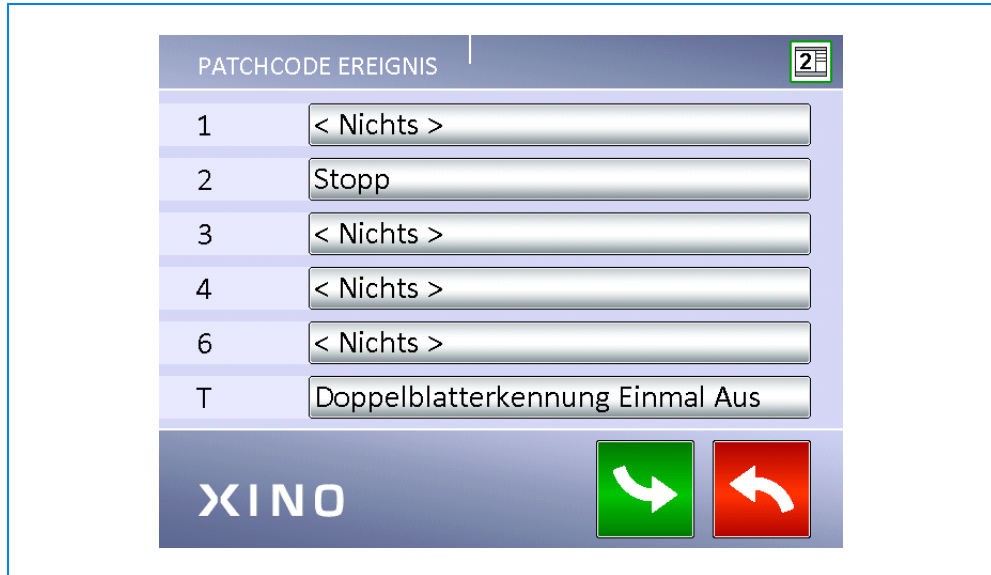 PATCHCODE EREIGNIS 2
1 < Nichts >
2 Stopp
3 < Nichts >
4 < Nichts >
6 < Nichts >
T Doppelblatterkennung Einmal Aus
XINO